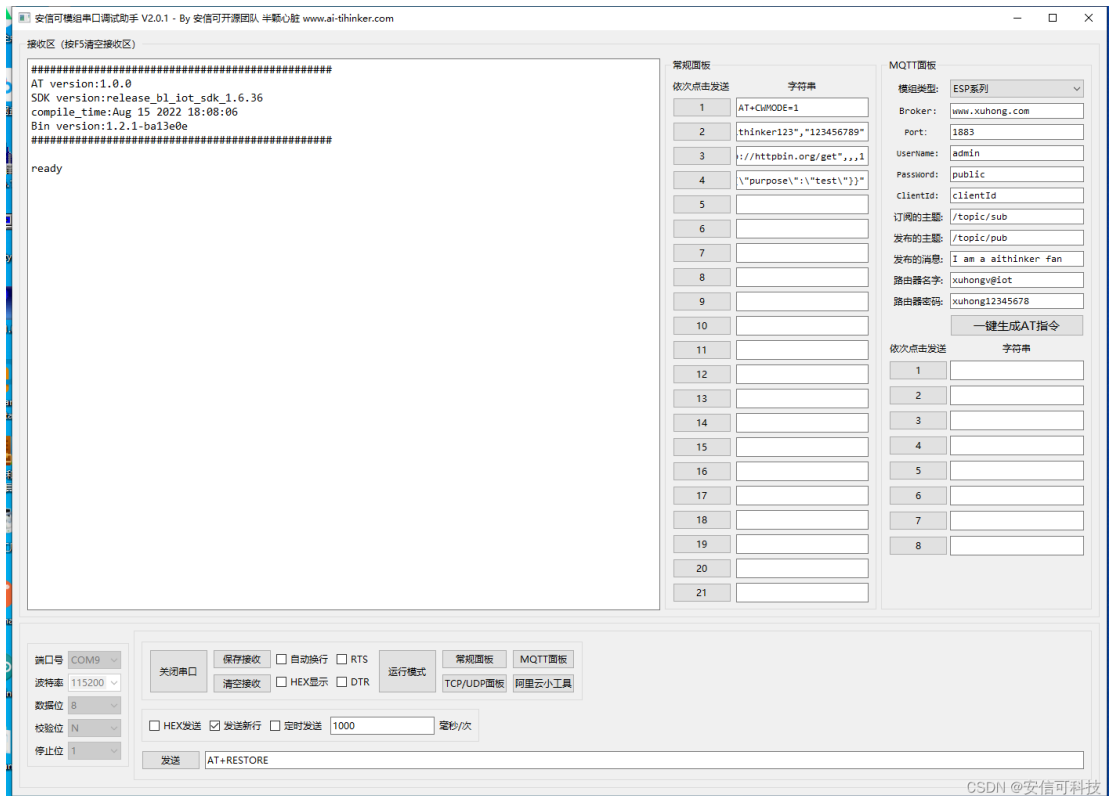 安信可模组串口调试助手 V2.0.1 - By 安信可开源团队 半颗心脏 www.ai-tihinker.com
接收区（按F5清空接收区）
################################################
AT version:1.0.0
SDK version:release_bl_iot_sdk_1.6.36
compile_time:Aug 15 2022 18:08:06
Bin version:1.2.1-ba13e0e
################################################
ready
常规面板
依次点击发送 字符串
1 AT+CWMODE=1
2 .thinker123","123456789"
3 ://httpbin.org/get",,,1
4 \"purpose\":\"test\"}}"
5
6
7
8
9
10
11
12
13
14
15
16
17
18
19
20
21
MQTT面板
模组类型: ESP系列
Broker: www.xuhong.com
Port: 1883
UserName: admin
PassWord: public
ClientId: clientId
订阅的主题: /topic/sub
发布的主题: /topic/pub
发布的消息: I am a aithinker fan
路由器名字: xuhongv@iot
路由器密码: xuhong12345678
一键生成AT指令
依次点击发送 字符串
1
2
3
4
5
6
7
8
端口号 COM9
波特率 115200
数据位 8
校验位 N
停止位 1
关闭串口
保存接收 自动换行 RTS
清空接收 HEX显示 DTR
运行模式
常规面板 MQTT面板
TCP/UDP面板 阿里云小工具
HEX发送 发送新行 定时发送 1000 毫秒/次
发送 AT+RESTORE
CSDN @安信可科技